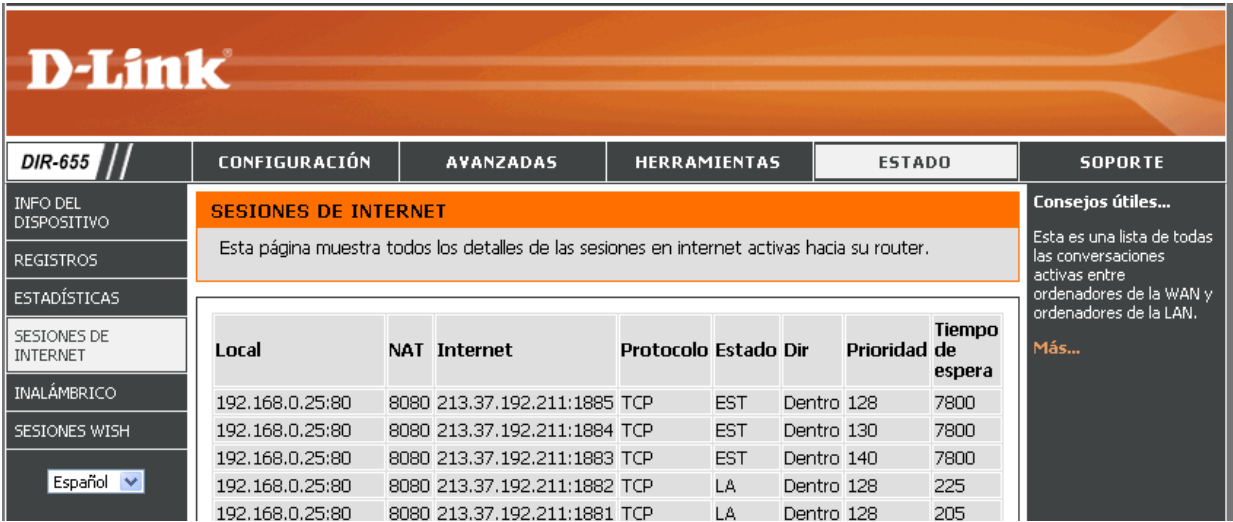 D-Link®
DIR-655
CONFIGURACIÓN
AVANZADAS
HERRAMIENTAS
ESTADO
SOPORTE
INFO DEL
DISPOSITIVO
REGISTROS
ESTADÍSTICAS
SESIONES DE
INTERNET
INALÁMBRICO
SESIONES WISH
Español
SESIONES DE INTERNET
Esta página muestra todos los detalles de las sesiones en internet activas hacia su router.
Local NAT Internet Protocolo Estado Dir Prioridad Tiempo de espera
192.168.0.25:80 8080 213.37.192.211:1885 TCP EST Dentro 128 7800
192.168.0.25:80 8080 213.37.192.211:1884 TCP EST Dentro 130 7800
192.168.0.25:80 8080 213.37.192.211:1883 TCP EST Dentro 140 7800
192.168.0.25:80 8080 213.37.192.211:1882 TCP LA Dentro 128 225
192.168.0.25:80 8080 213.37.192.211:1881 TCP LA Dentro 128 205
Consejos útiles...
Esta es una lista de todas
las conversaciones
activas entre
ordenadores de la WAN y
ordenadores de la LAN.
Más...